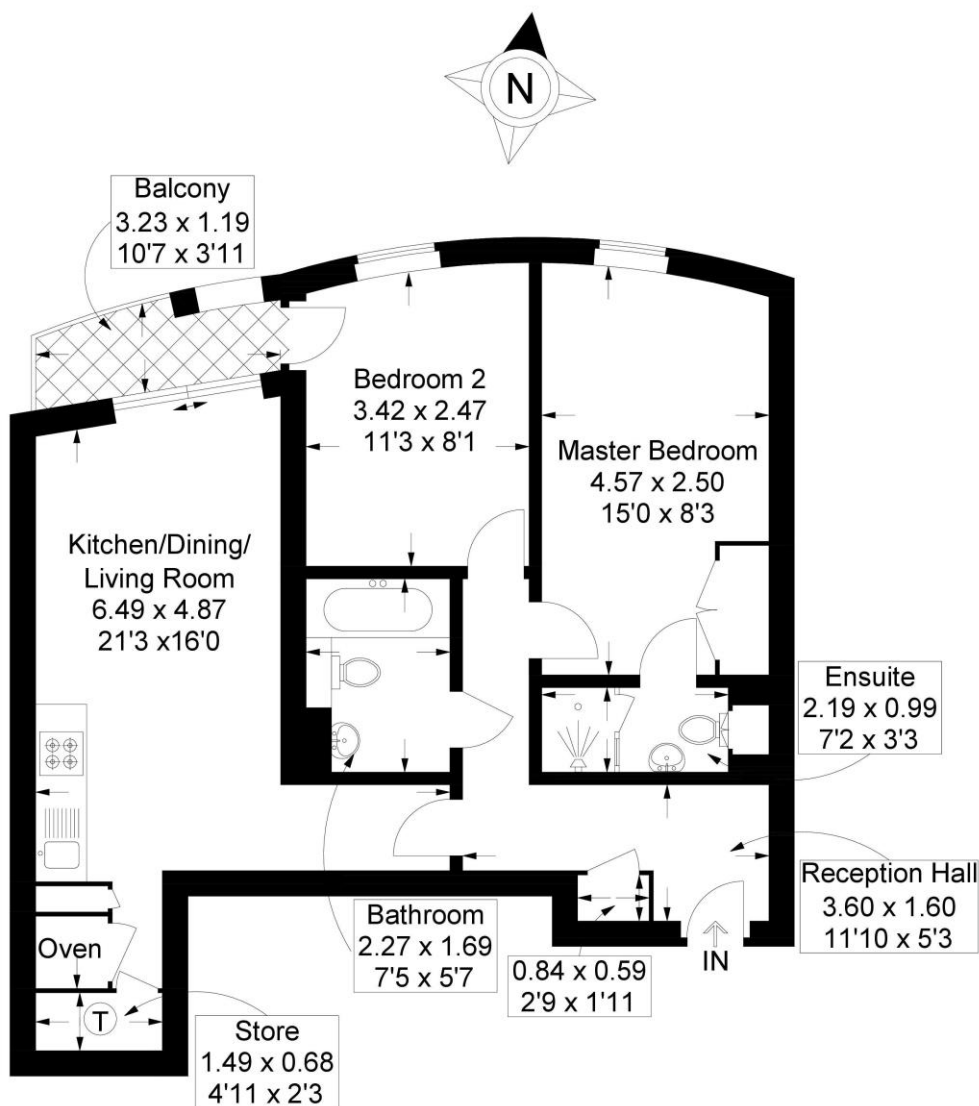 N
Balcony
3.23 x 1.19
10'7 x 3'11
Bedroom 2
3.42 x 2.47
11'3 x 8'1
Master Bedroom
4.57 x 2.50
15'0 x 8'3
Kitchen/Dining/
Living Room
6.49 x 4.87
21'3 x16'0
Ensuite
2.19 x 0.99
7'2 x 3'3
Reception Hall
3.60 x 1.60
11'10 x 5'3
Bathroom
2.27 x 1.69
7'5 x 5'7
0.84 x 0.59
2'9 x 1'11
IN
Oven
T
Store
1.49 x 0.68
4'11 x 2'3